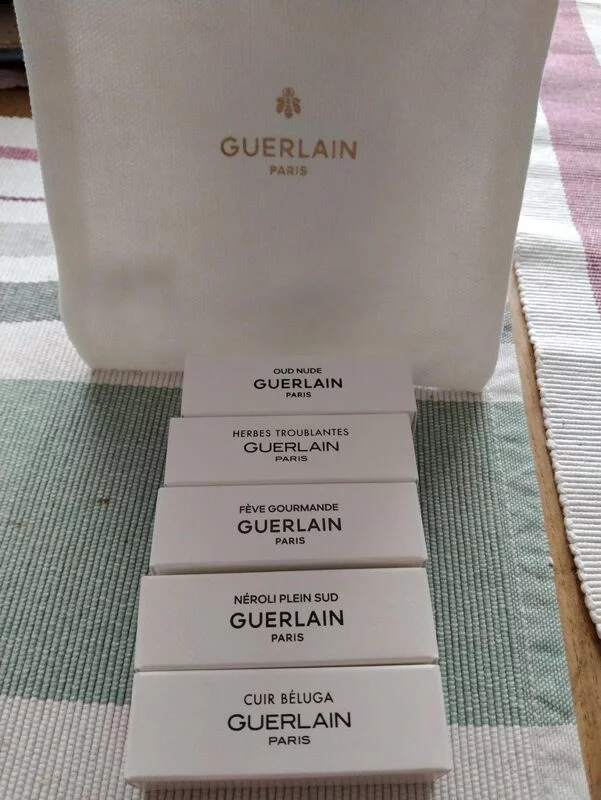 GUERLAIN
PARIS
OUD NUDE
GUERLAIN
PARIS
HERBES TROUBLANTES
GUERLAIN
PARIS
FÈVE GOURMANDE
GUERLAIN
PARIS
NÉROLI PLEIN SUD
GUERLAIN
PARIS
CUIR BÉLUGA
GUERLAIN
PARIS